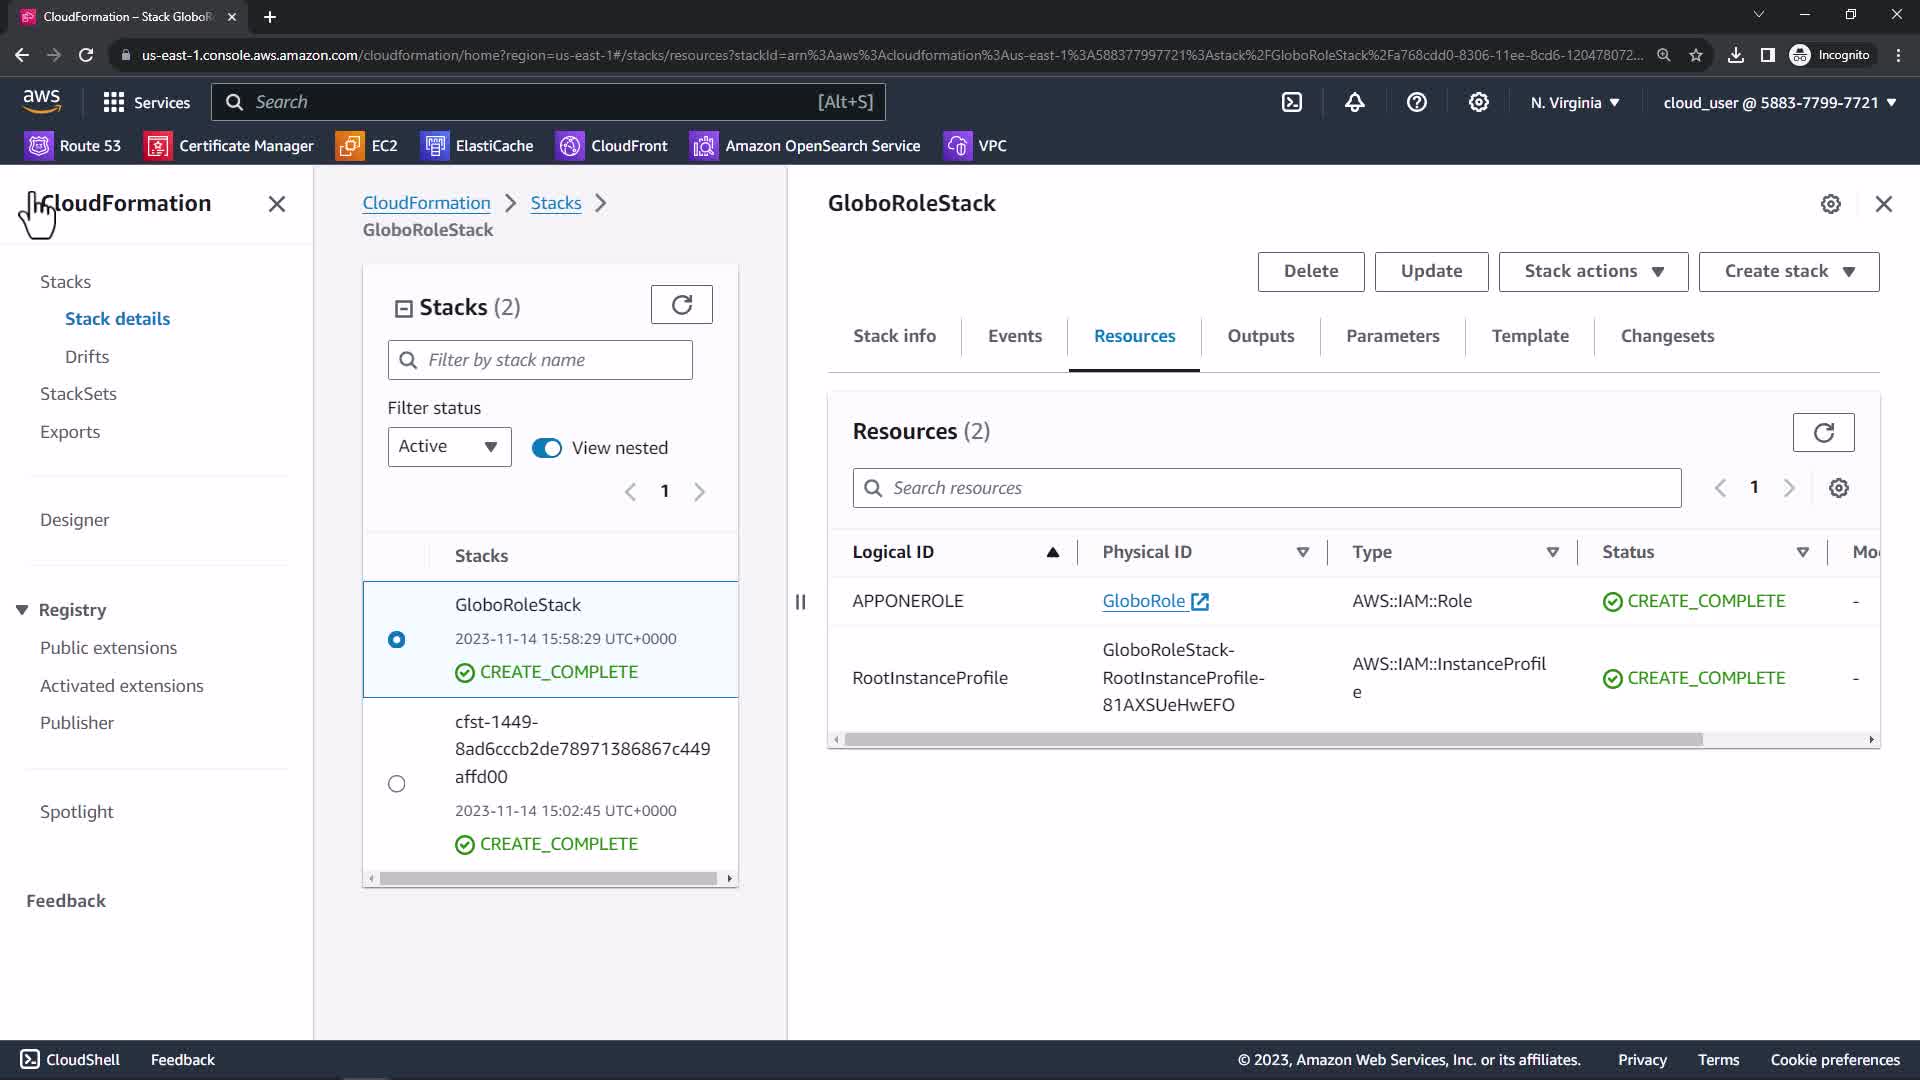 CloudFormation – Stack GloboR
us-east-1.console.aws.amazon.com/cloudformation/home?region=us-east-1#/stacks/resources?stackId=arn%3Aaws%3Acloudformation%3Aus-east-1%3A588377997721%3Astack%2FGloboRoleStack%2Fa768cdd0-8306-11ee-8cd6-120478072...
Incognito
aws
Services
Search
[Alt+S]
N. Virginia
cloud_user @ 5883-7799-7721
Route 53
Certificate Manager
EC2
ElastiCache
CloudFront
Amazon OpenSearch Service
VPC
CloudFormation
Stacks
Stack details
Drifts
StackSets
Exports
Designer
Registry
Public extensions
Activated extensions
Publisher
Spotlight
Feedback
CloudFormation
Stacks
GloboRoleStack
Stacks (2)
Filter by stack name
Filter status
Active
View nested
1
Stacks
GloboRoleStack
2023-11-14 15:58:29 UTC+0000
CREATE_COMPLETE
cfst-1449-
8ad6cccb2de78971386867c449
affd00
2023-11-14 15:02:45 UTC+0000
CREATE_COMPLETE
GloboRoleStack
Delete
Update
Stack actions
Create stack
Stack info
Events
Resources
Outputs
Parameters
Template
Changesets
Resources (2)
Search resources
1
Logical ID
Physical ID
Type
Status
Mo
APPONEROLE
GloboRole
AWS::IAM::Role
CREATE_COMPLETE
-
RootInstanceProfile
GloboRoleStack-
RootInstanceProfile-
81AXSUeHwEFO
AWS::IAM::InstanceProfil
e
CREATE_COMPLETE
-
CloudShell
Feedback
© 2023, Amazon Web Services, Inc. or its affiliates.
Privacy
Terms
Cookie preferences